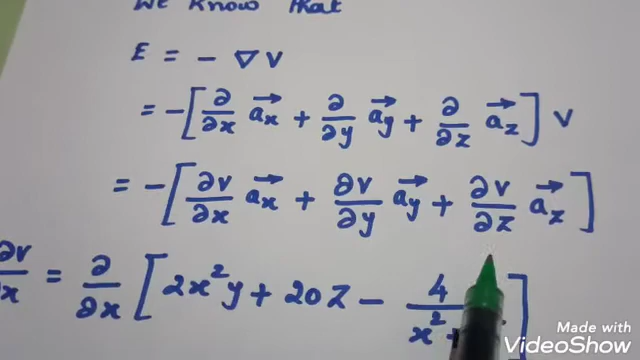 We know that
E = - ∇V
= -[∂/∂x a⃗x + ∂/∂y a⃗y + ∂/∂z a⃗z] V
= -[∂V/∂x a⃗x + ∂V/∂y a⃗y + ∂V/∂z a⃗z]
∂V/x = ∂/∂x [2x²y + 20Z - 4/x²
Made with
VideoShow